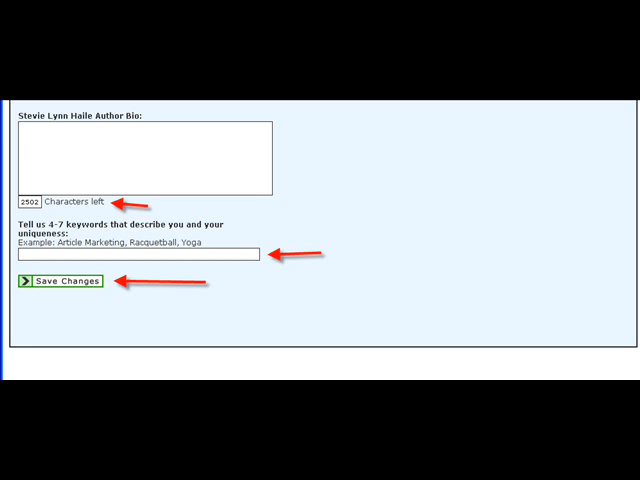 Stevie Lynn Haile Author Bio:
2502 Characters left
Tell us 4-7 keywords that describe you and your
uniqueness:
Example: Article Marketing, Racquetball, Yoga
Save Changes